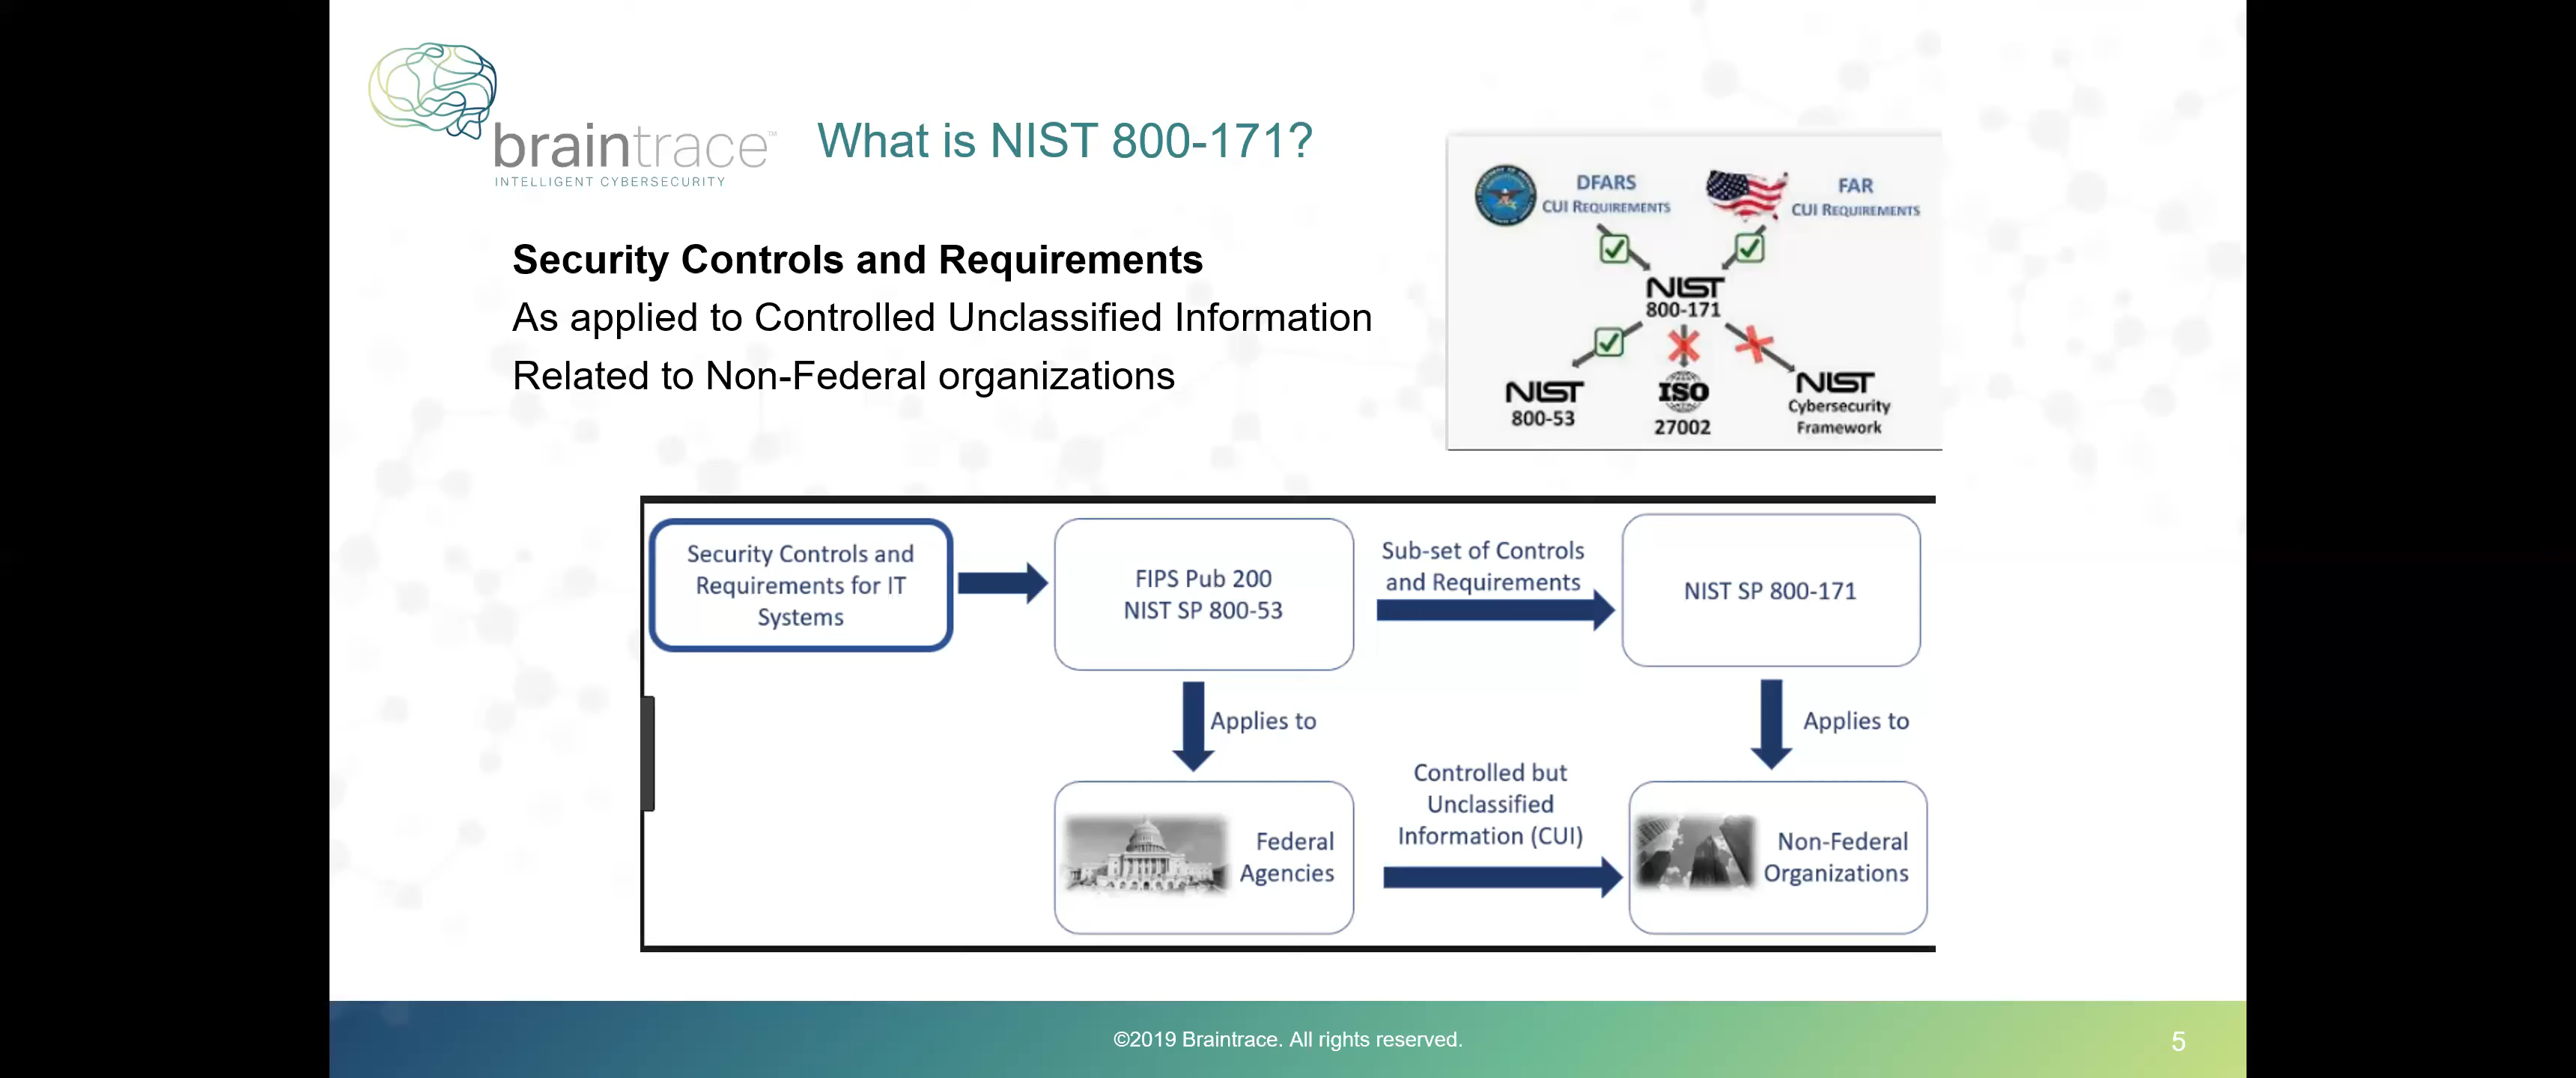 braintrace™
INTELLIGENT CYBERSECURITY
What is NIST 800-171?
Security Controls and Requirements
As applied to Controlled Unclassified Information
Related to Non-Federal organizations
DFARS
CUI REQUIREMENTS
FAR
CUI REQUIREMENTS
NIST
800-171
NIST
800-53
ISO
27002
NIST
Cybersecurity
Framework
Security Controls and
Requirements for IT
Systems
FIPS Pub 200
NIST SP 800-53
Sub-set of Controls
and Requirements
NIST SP 800-171
Applies to
Applies to
Federal
Agencies
Controlled but
Unclassified
Information (CUI)
Non-Federal
Organizations
©2019 Braintrace. All rights reserved.
5